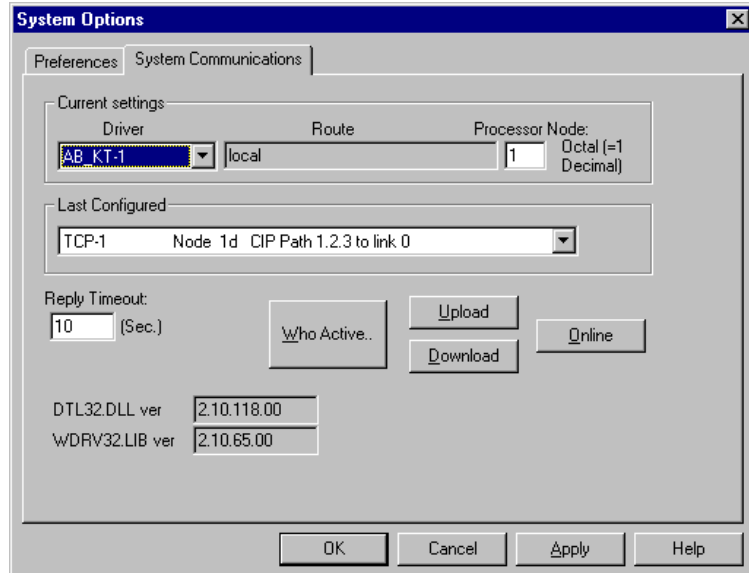 System Options
Preferences System Communications
Current settings
Driver Route Processor Node:
AB_KT-1 local 1 Octal (=1
Decimal)
Last Configured
TCP-1 Node 1d CIP Path 1.2.3 to link 0
Reply Timeout:
10 (Sec.)
Who Active..
Upload
Download
Online
DTL32.DLL ver 2.10.118.00
WDRV32.LIB ver 2.10.65.00
OK Cancel Apply Help